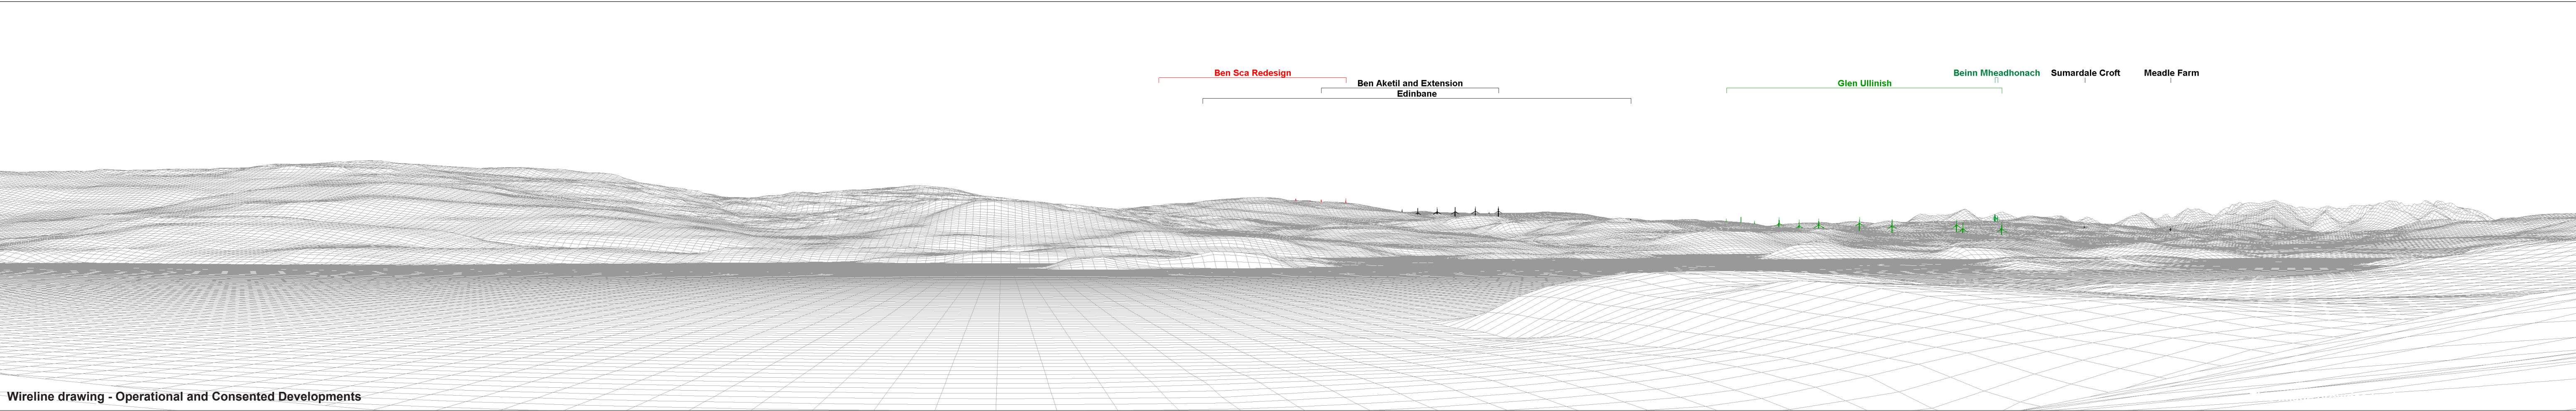 Ben Sca Redesign
Beinn Mheadhonach
Sumardale Croft
Meadle Farm
Ben Aketil and Extension
Glen Ullinish
Edinbane
Wireline drawing - Operational and Consented Developments